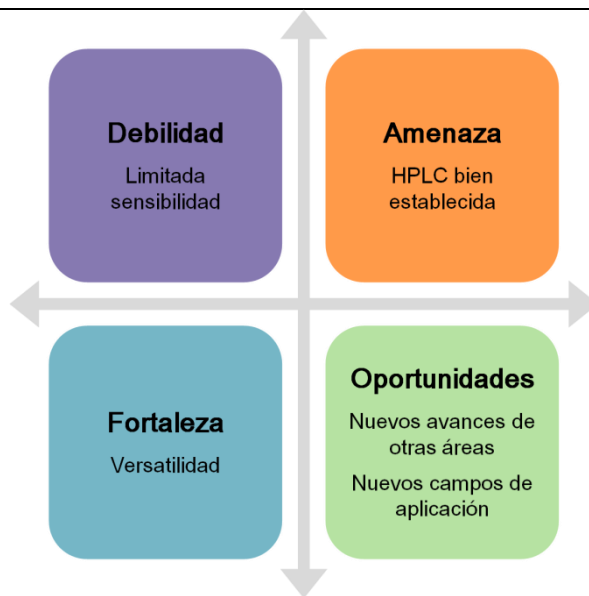 Debilidad
Limitada
sensibilidad
Amenaza
HPLC bien
establecida
Fortaleza
Versatilidad
Oportunidades
Nuevos avances de
otras áreas
Nuevos campos de
aplicación